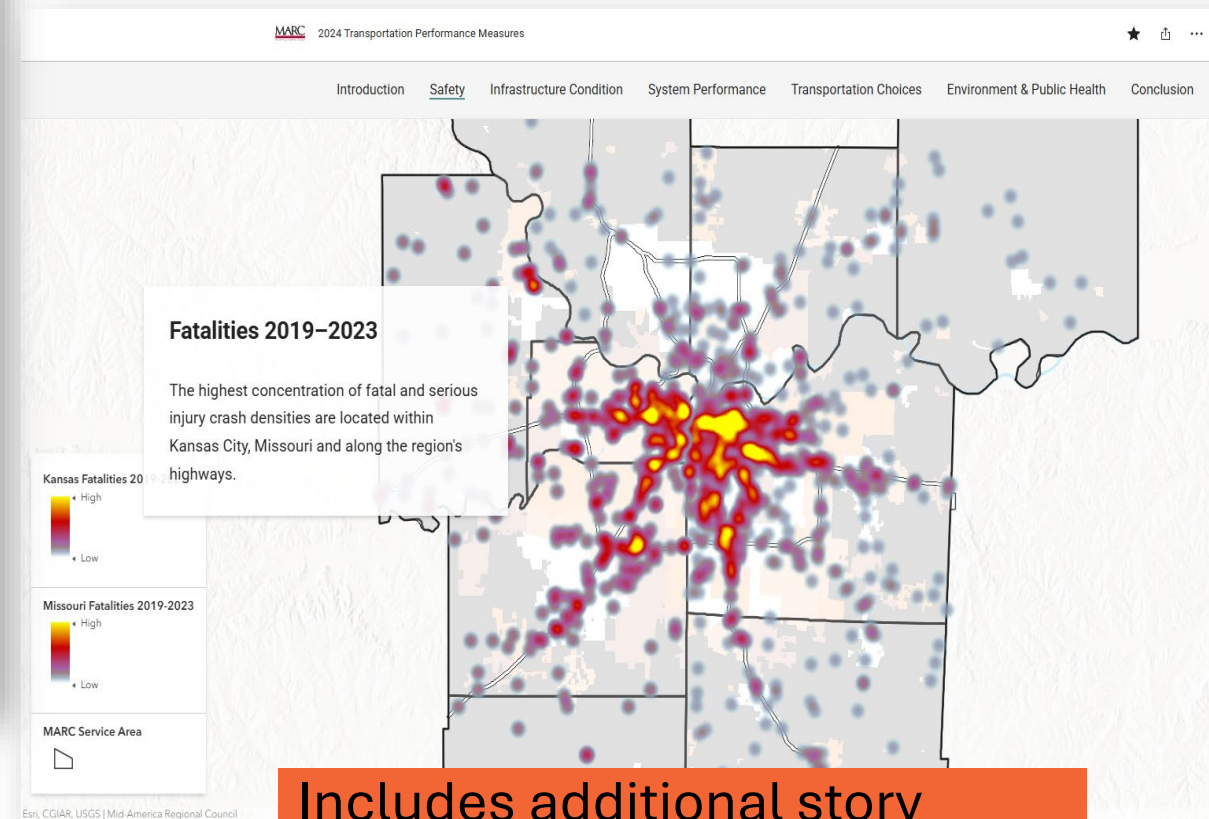 MARC 2024 Transportation Performance Measures
Introduction Safety Infrastructure Condition System Performance Transportation Choices Environment & Public Health Conclusion
Fatalities 2019–2023
The highest concentration of fatal and serious
injury crash densities are located within
Kansas City, Missouri and along the region's
highways.
Kansas Fatalities 2019-2
High
Low
Missouri Fatalities 2019-2023
High
Low
MARC Service Area
Esri, CGIAR, USGS | Mid-America Regional Council
Includes additional story